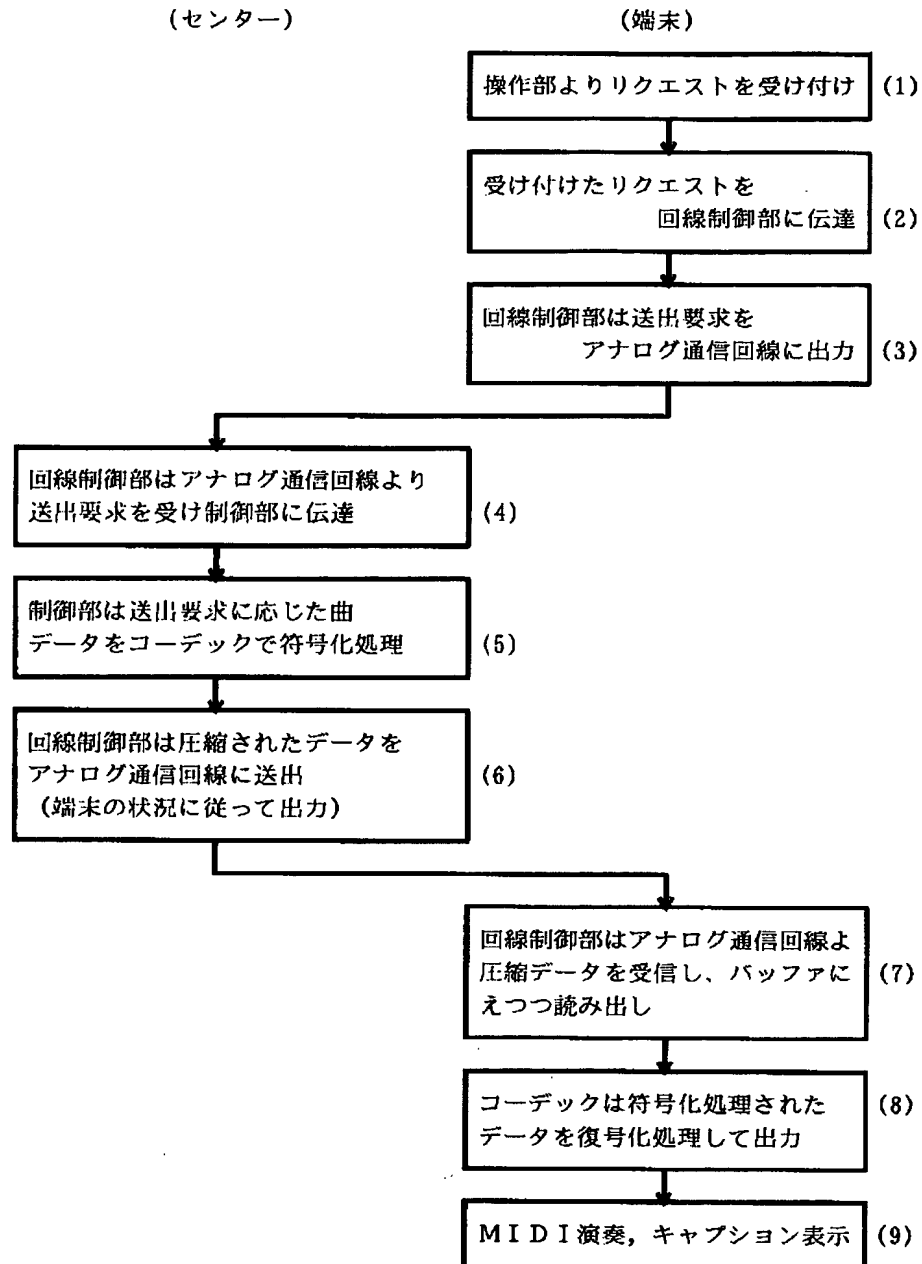 (センター)
(端末)
操作部よりリクエストを受け付け
(1)
受け付けたリクエストを
回線制御部に伝達
(2)
回線制御部は送出要求を
アナログ通信回線に出力
(3)
回線制御部はアナログ通信回線より
送出要求を受け制御部に伝達
(4)
制御部は送出要求に応じた曲
データをコーデックで符号化処理
(5)
回線制御部は圧縮されたデータを
アナログ通信回線に送出
(端末の状況に従って出力)
(6)
回線制御部はアナログ通信回線よ
圧縮データを受信し、バッファに
えつつ読み出し
(7)
コーデックは符号化処理された
データを復号化処理して出力
(8)
MIDI演奏,キャプション表示
(9)